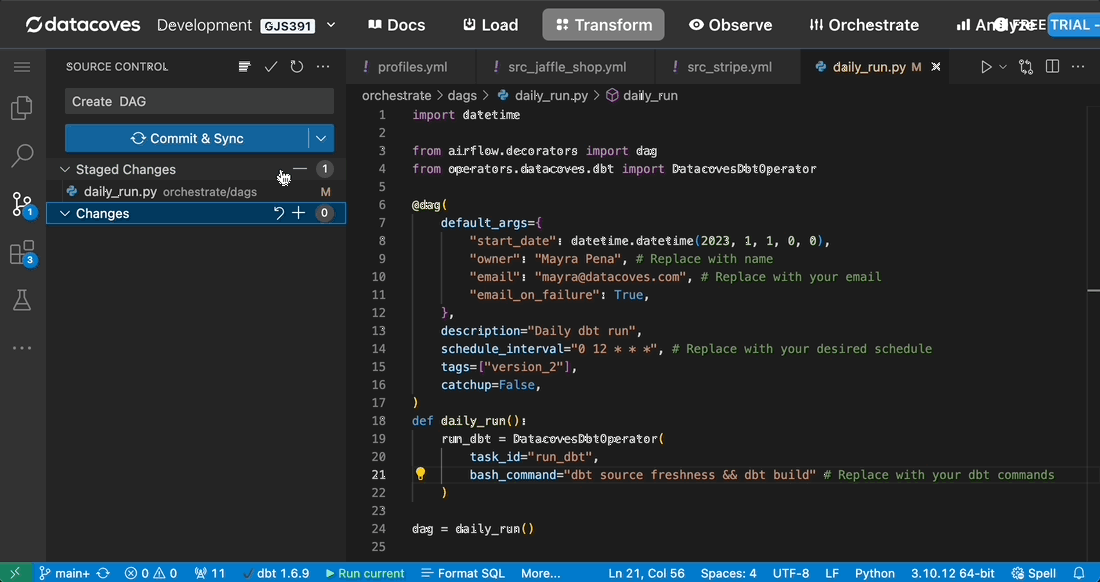 datacoves Development GJS391 Docs Load Transform Observe Orchestrate Analyze FREE TRIAL -
SOURCE CONTROL
Create DAG
Commit & Sync
Staged Changes 1
daily_run.py orchestrate/dags M
Changes 0
1
3
profiles.yml src_jaffle_shop.yml src_stripe.yml daily_run.py M
orchestrate > dags > daily_run.py > daily_run
1 import datetime
2
3 from airflow.decorators import dag
4 from operators.datacoves.dbt import DatacovesDbtOperator
5
6 @dag(
7 default_args={
8 "start_date": datetime.datetime(2023, 1, 1, 0, 0),
9 "owner": "Mayra Pena", # Replace with name
10 "email": "mayra@datacoves.com", # Replace with your email
11 "email_on_failure": True,
12 },
13 description="Daily dbt run",
14 schedule_interval="0 12 * * *", # Replace with your desired schedule
15 tags=["version_2"],
16 catchup=False,
17 )
18 def daily_run():
19 run_dbt = DatacovesDbtOperator(
20 task_id="run_dbt",
21 bash_command="dbt source freshness && dbt build" # Replace with your dbt commands
22 )
23
24 dag = daily_run()
25
main+ 0 0 11 dbt 1.6.9 Run current Format SQL More... Ln 21, Col 56 Spaces: 4 UTF-8 LF Python 3.10.12 64-bit Spell